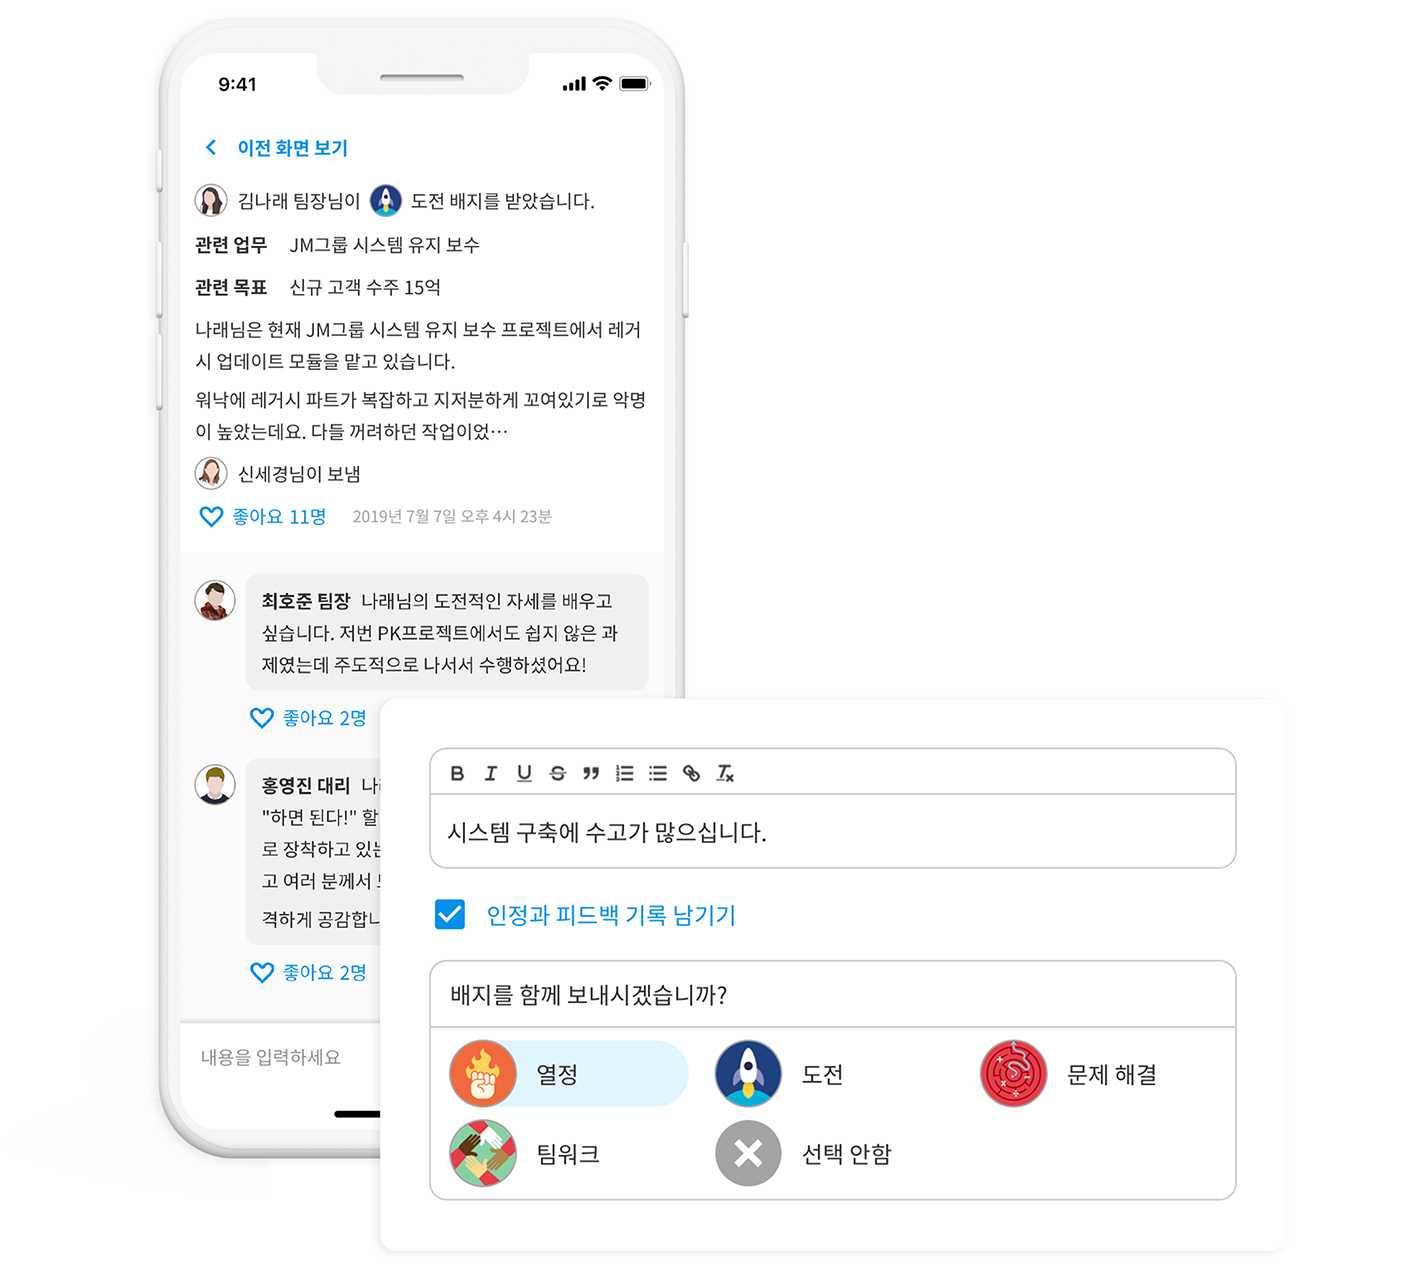 9:41
이전 화면 보기
김나래 팀장님이 도전 배지를 받았습니다.
관련 업무 JM그룹 시스템 유지 보수
관련 목표 신규 고객 수주 15억
나래님은 현재 JM그룹 시스템 유지 보수 프로젝트에서 레거
시 업데이트 모듈을 맡고 있습니다.
워낙에 레거시 파트가 복잡하고 지저분하게 꼬여있기로 악명
이 높았는데요. 다들 꺼려하던 작업이었…
신세경님이 보냄
좋아요 11명 2019년 7월 7일 오후 4시 23분
최호준 팀장 나래님의 도전적인 자세를 배우고
싶습니다. 저번 PK프로젝트에서도 쉽지 않은 과
제였는데 주도적으로 나서서 수행하셨어요!
좋아요 2명
홍영진 대리
"하면 된다!" 할
로 장착하고 있는
고 여러 분께서
격하게 공감합니
좋아요 2명
내용을 입력하세요
B I U S
시스템 구축에 수고가 많으십니다.
인정과 피드백 기록 남기기
배지를 함께 보내시겠습니까?
열정 도전 문제 해결
팀워크 선택 안함